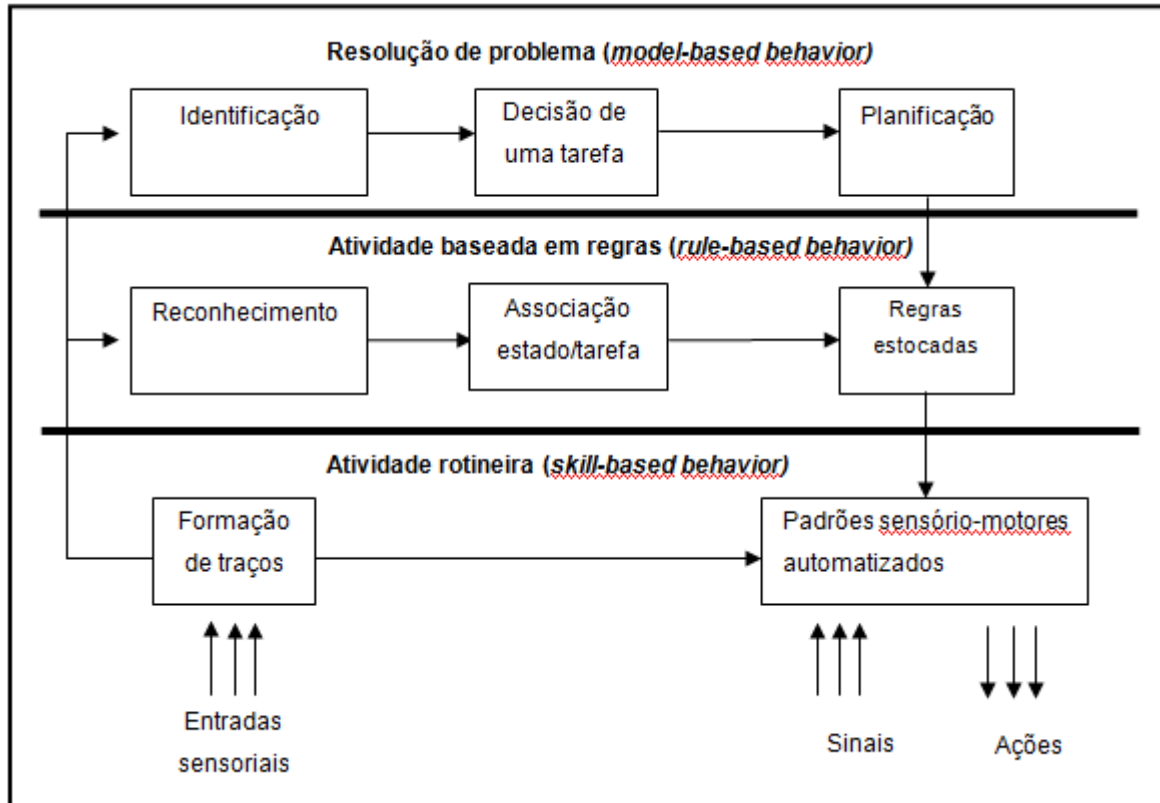 Resolução de problema (model-based behavior)
Identificação
Decisão de
uma tarefa
Planificação
Atividade baseada em regras (rule-based behavior)
Reconhecimento
Associação
estado/tarefa
Regras
estocadas
Atividade rotineira (skill-based behavior)
Formação
de traços
Padrões sensório-motores
automatizados
Entradas
sensoriais
Sinais
Ações